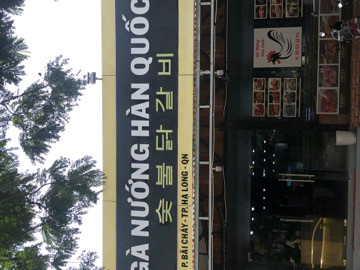 GÀ NƯỚNG HÀN QUỐC
숯불닭갈비
P. BÃI CHÁY - TP. HẠ LONG - QN